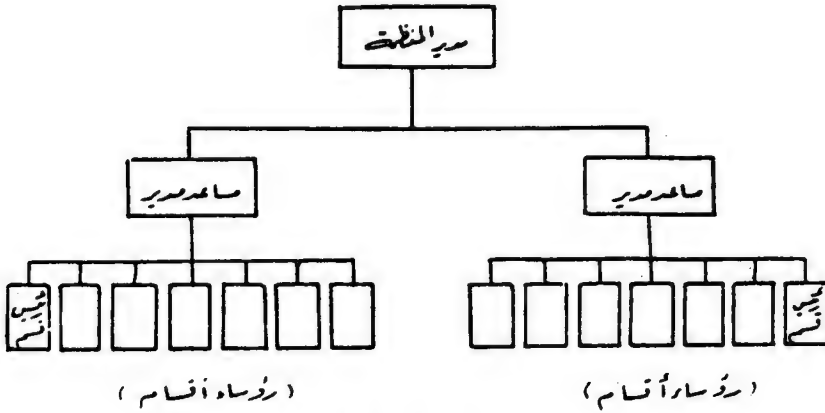 مدير المنظمة
مساعد مدير
مساعد مدير
رئيس
قسم
رئيس
قسم
(رؤساء أقسام)
(رؤساء أقسام)